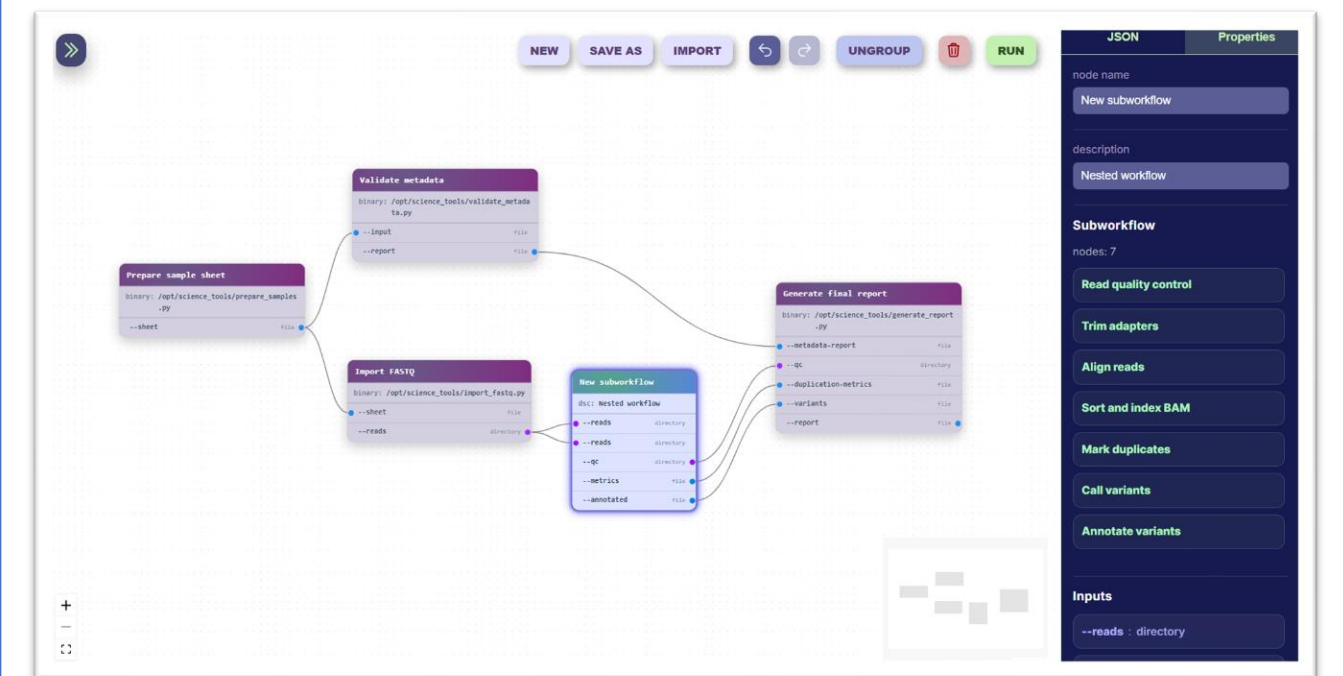 NEW SAVE AS IMPORT UNGROUP RUN
JSON Properties
node name
New subworkflow
description
Nested workflow
Subworkflow
nodes: 7
Read quality control
Trim adapters
Align reads
Sort and index BAM
Mark duplicates
Call variants
Annotate variants
Inputs
--reads : directory
Validate metadata
binary: /opt/science_tools/validate_metada
ta.py
--input file
--report file
Prepare sample sheet
binary: /opt/science_tools/prepare_samples
.py
--sheet file
Import FASTQ
binary: /opt/science_tools/import_fastq.py
--sheet file
--reads directory
New subworkflow
dsc: Nested workflow
--reads directory
--reads directory
--qc directory
--metrics file
--annotated file
Generate final report
binary: /opt/science_tools/generate_report
.py
--metadata-report file
--qc directory
--duplication-metrics file
--variants file
--report file